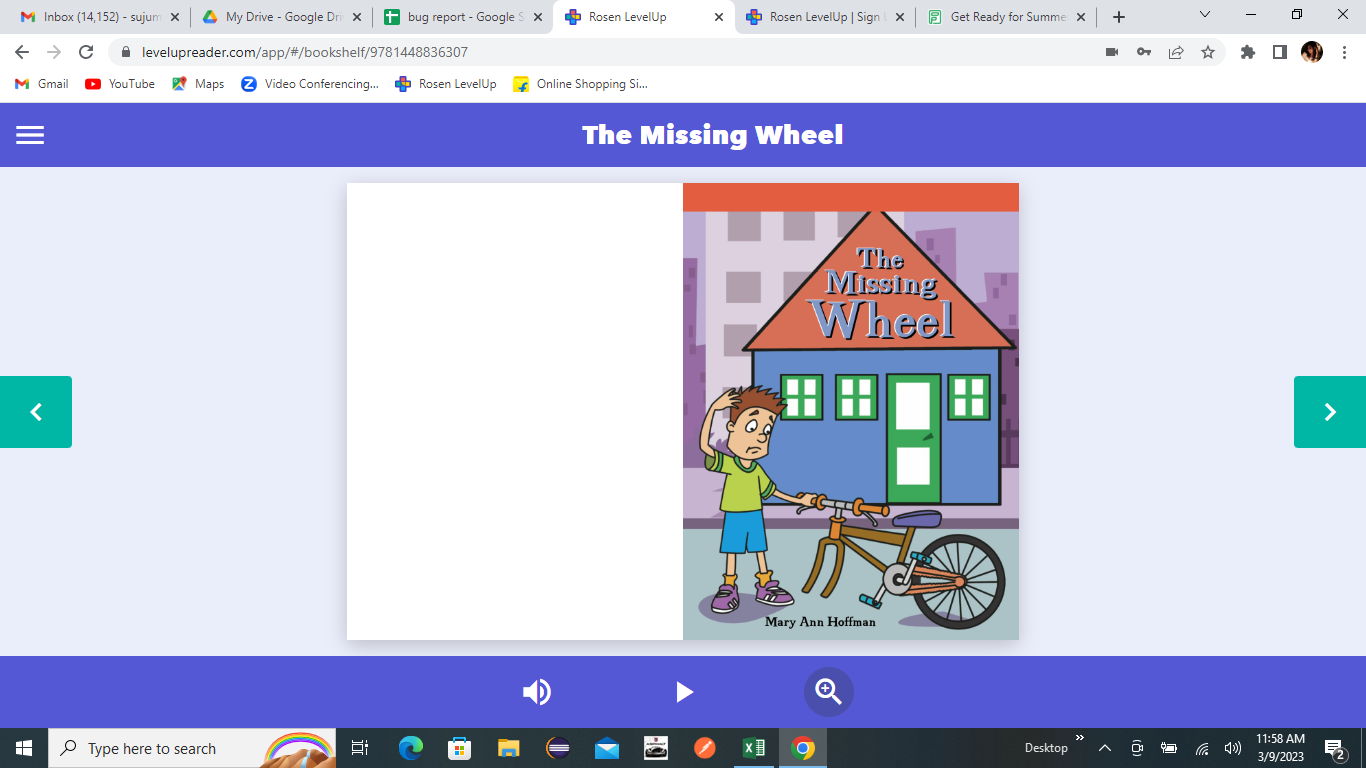 Inbox (14,152) - sujum
My Drive - Google Dri
bug report - Google S
Rosen LevelUp
Rosen LevelUp | Sign U
Get Ready for Summe
levelupreader.com/app/#/bookshelf/9781448836307
Gmail
YouTube
Maps
Video Conferencing...
Rosen LevelUp
Online Shopping Si...
The Missing Wheel
The
Missing
Wheel
Mary Ann Hoffman
Type here to search
Desktop
11:58 AM
3/9/2023
2